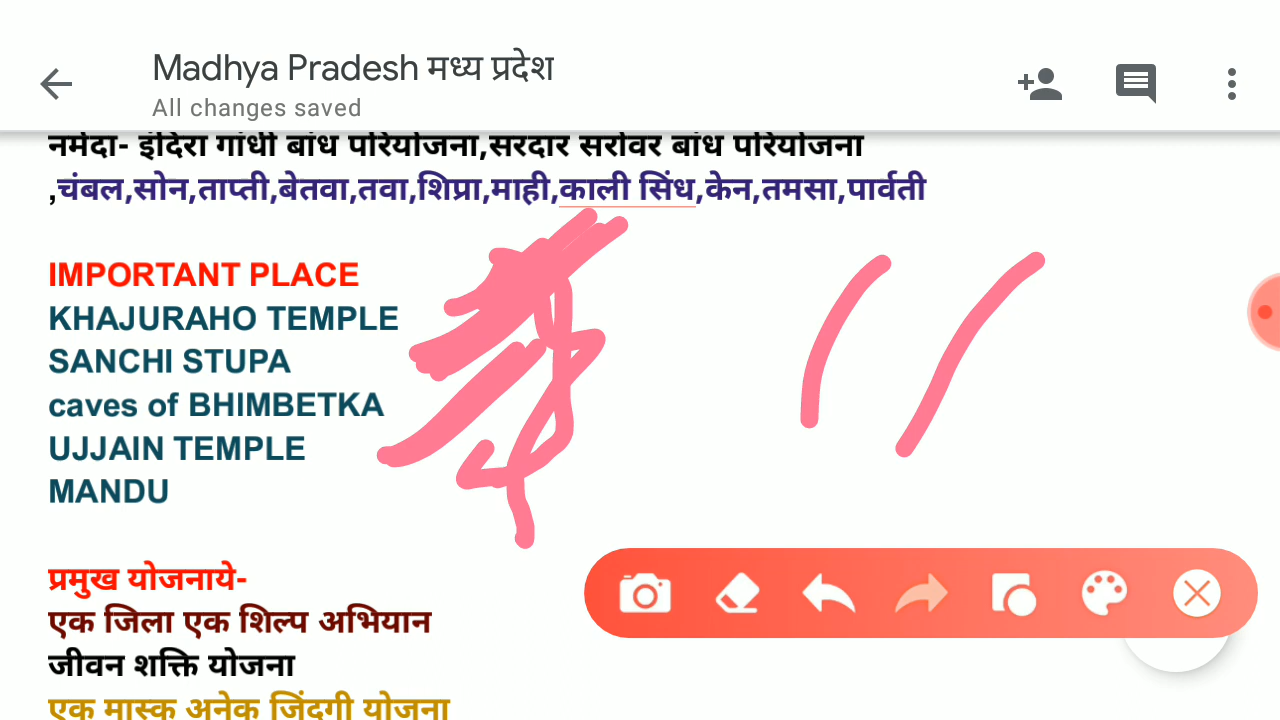 Madhya Pradesh मध्य प्रदेश
All changes saved
नर्मदा- इंदिरा गांधी बांध परियोजना,सरदार सरोवर बांध परियोजना
,चंबल,सोन,ताप्ती,बेतवा,तवा,शिप्रा,माही,काली सिंध,केन,तमसा,पार्वती
IMPORTANT PLACE
KHAJURAHO TEMPLE
SANCHI STUPA
caves of BHIMBETKA
UJJAIN TEMPLE
MANDU
प्रमुख योजनाये-
एक जिला एक शिल्प अभियान
जीवन शक्ति योजना
एक मास्क अनेक जिंदगी योजना